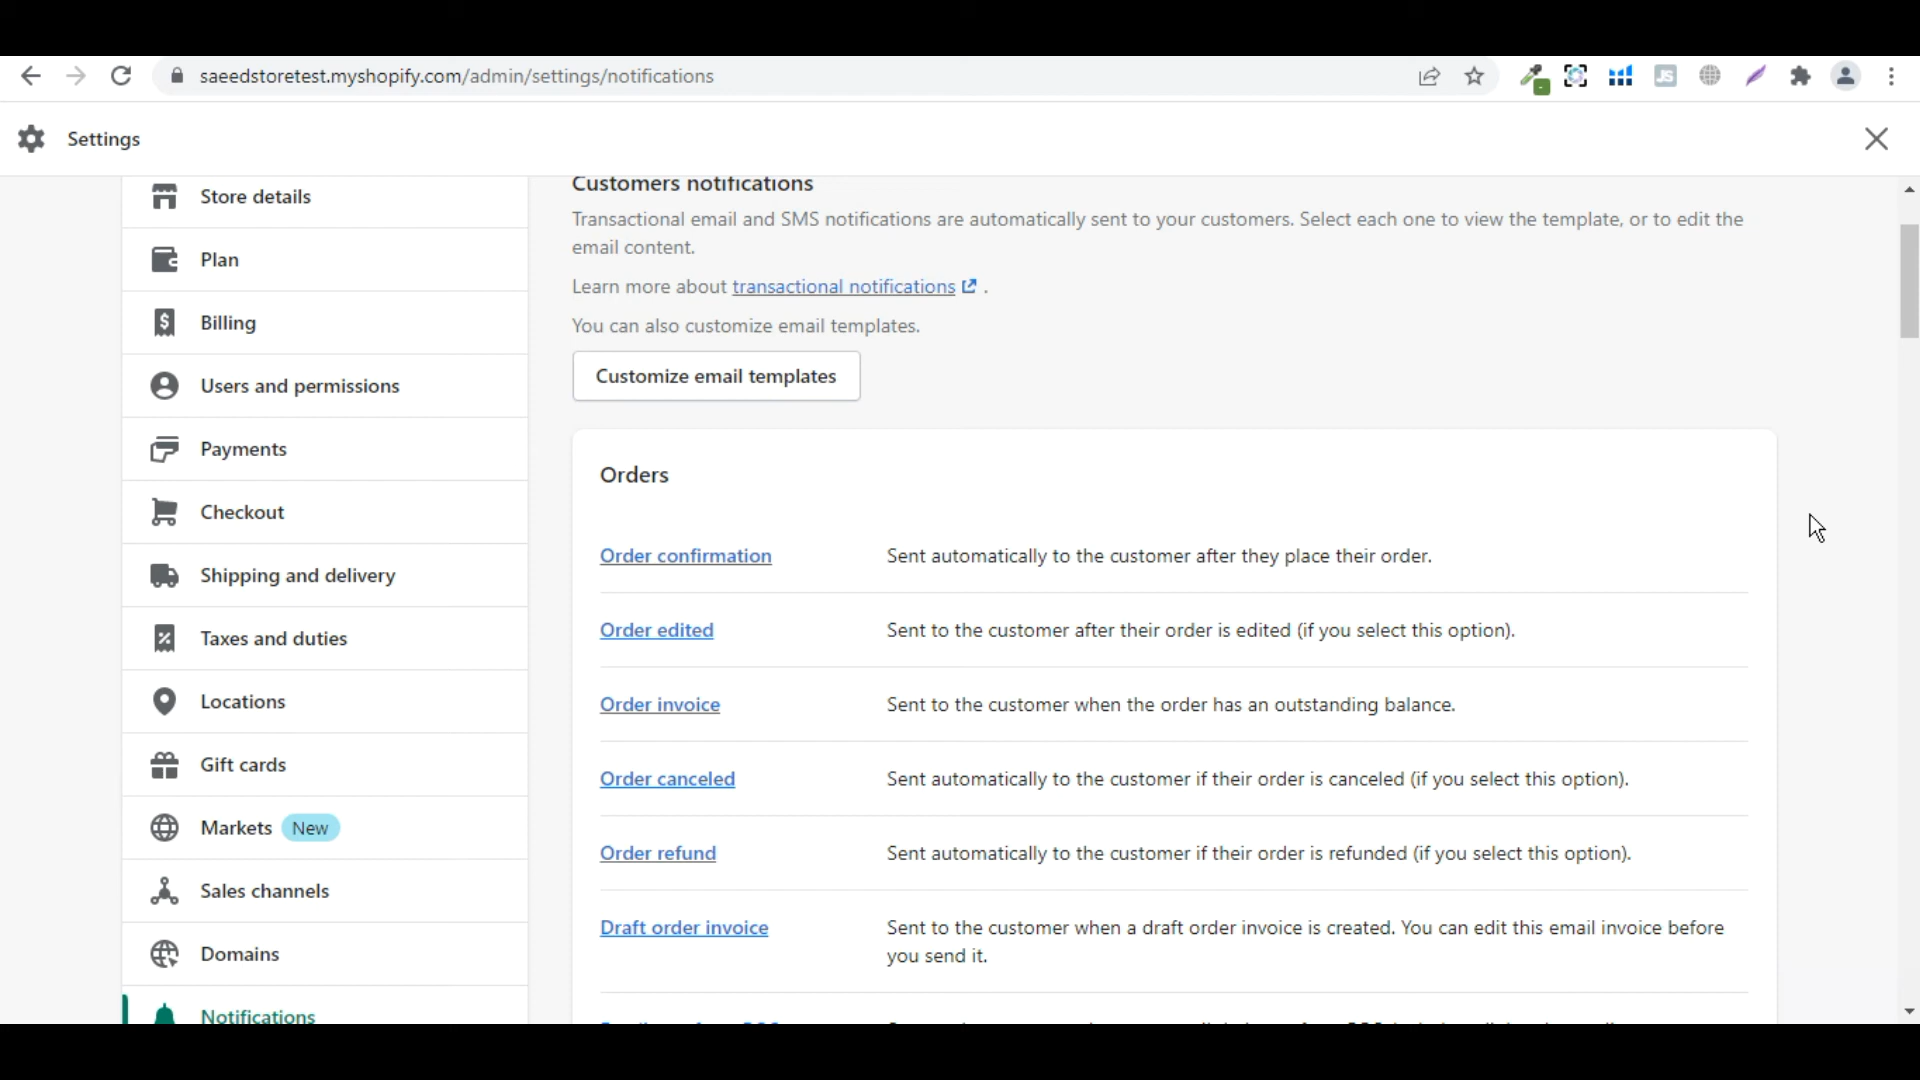 saeedstoretest.myshopify.com/admin/settings/notifications
JS
Settings
Store details
Plan
Billing
Users and permissions
Payments
Checkout
Shipping and delivery
Taxes and duties
Locations
Gift cards
Markets New
Sales channels
Domains
Notifications
Customers notifications
Transactional email and SMS notifications are automatically sent to your customers. Select each one to view the template, or to edit the
email content.
Learn more about transactional notifications .
You can also customize email templates.
Customize email templates
Orders
Order confirmation Sent automatically to the customer after they place their order.
Order edited Sent to the customer after their order is edited (if you select this option).
Order invoice Sent to the customer when the order has an outstanding balance.
Order canceled Sent automatically to the customer if their order is canceled (if you select this option).
Order refund Sent automatically to the customer if their order is refunded (if you select this option).
Draft order invoice Sent to the customer when a draft order invoice is created. You can edit this email invoice before
you send it.